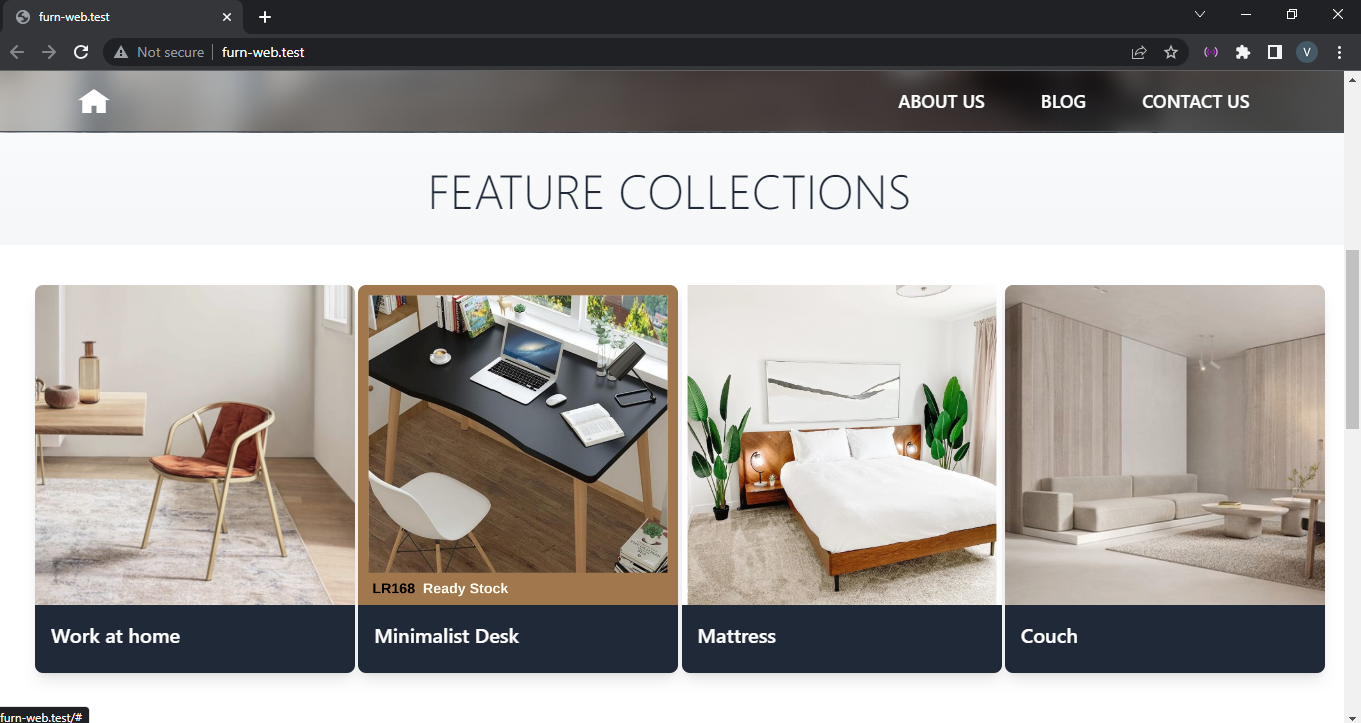 furn-web.test
Not secure furn-web.test
V
ABOUT US BLOG CONTACT US
FEATURE COLLECTIONS
LR168 Ready Stock
Work at home
Minimalist Desk
Mattress
Couch
furn-web.test/#